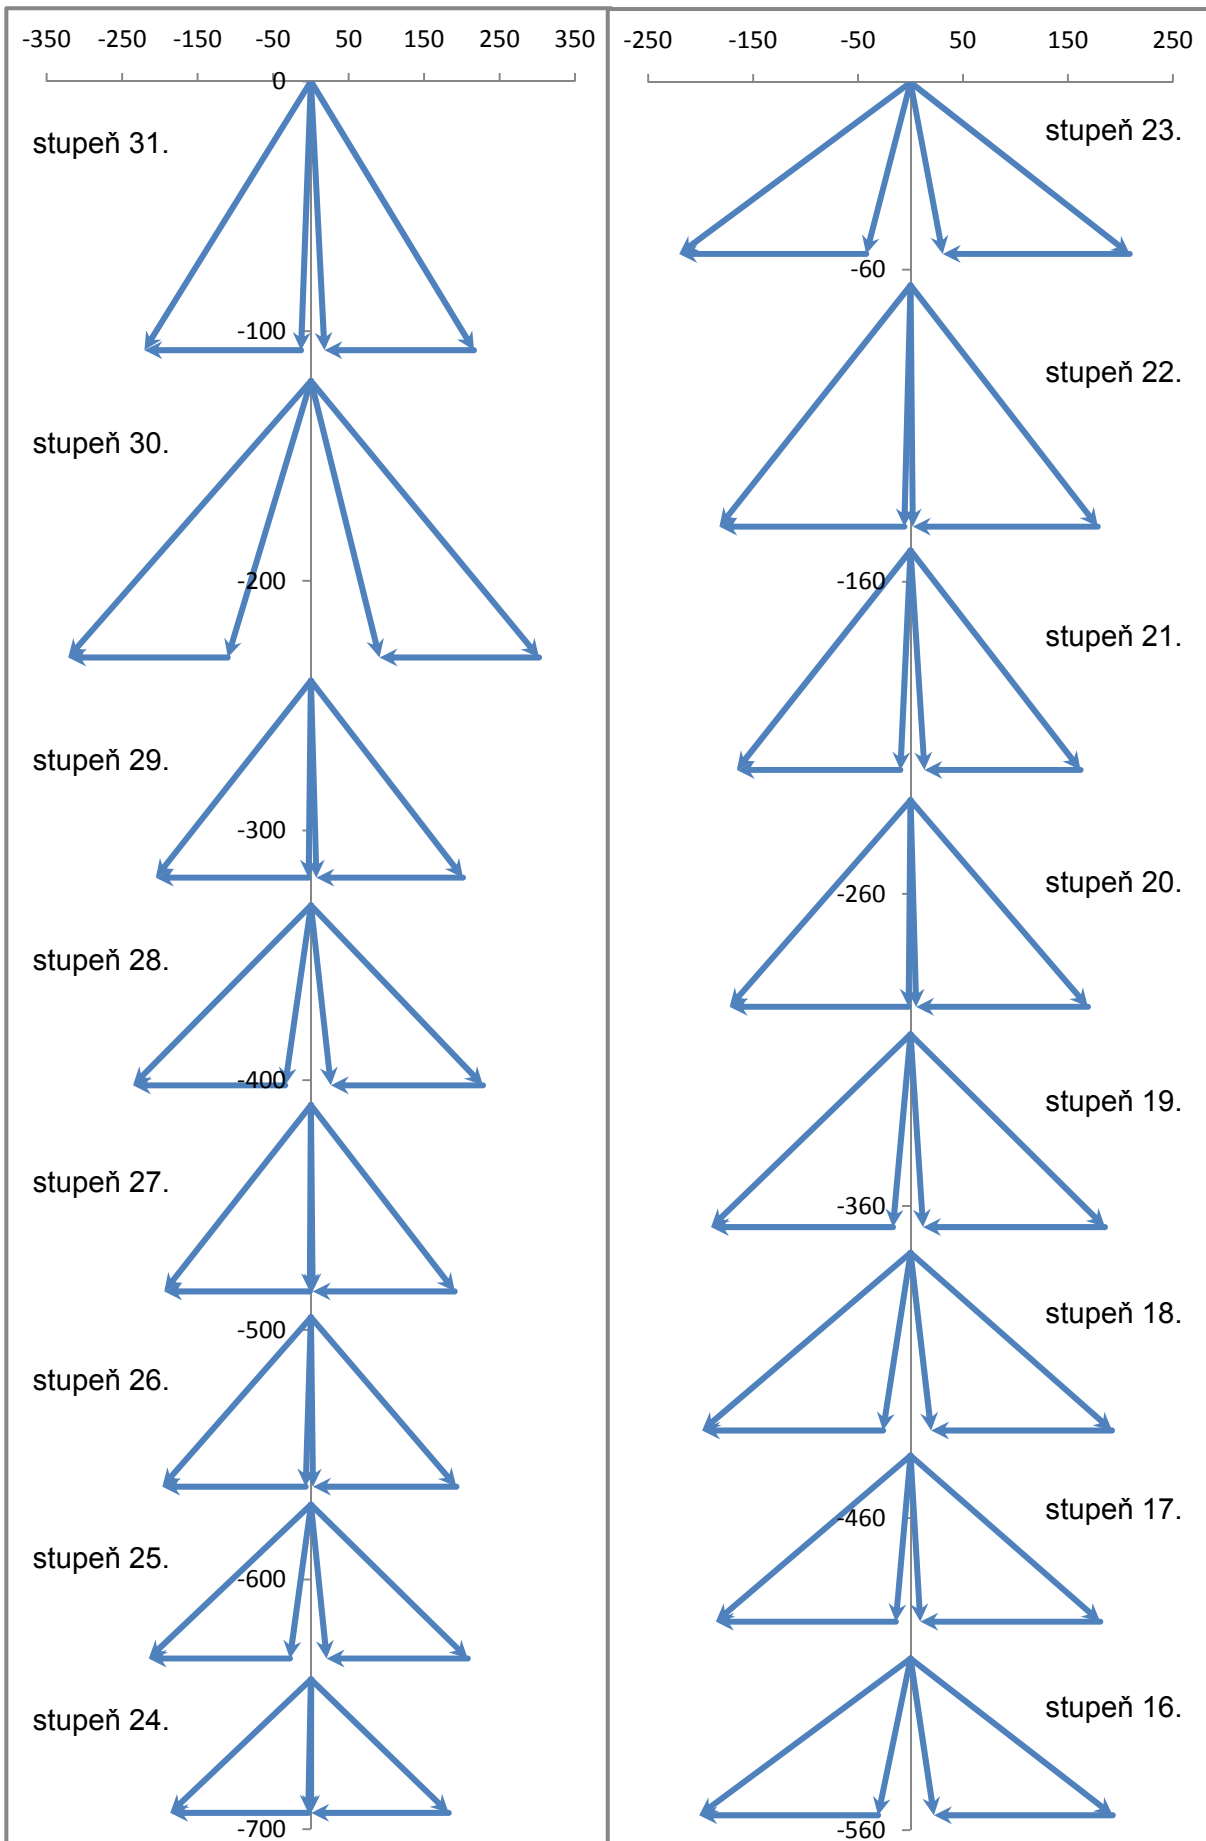 -350 -250 -150 -50 50 150 250 350
0
stupeň 31.
-100
stupeň 30.
-200
stupeň 29.
-300
stupeň 28.
-400
stupeň 27.
-500
stupeň 26.
stupeň 25.
-600
stupeň 24.
-700
-250 -150 -50 50 150 250
stupeň 23.
-60
stupeň 22.
-160
stupeň 21.
stupeň 20.
-260
stupeň 19.
-360
stupeň 18.
stupeň 17.
-460
stupeň 16.
-560